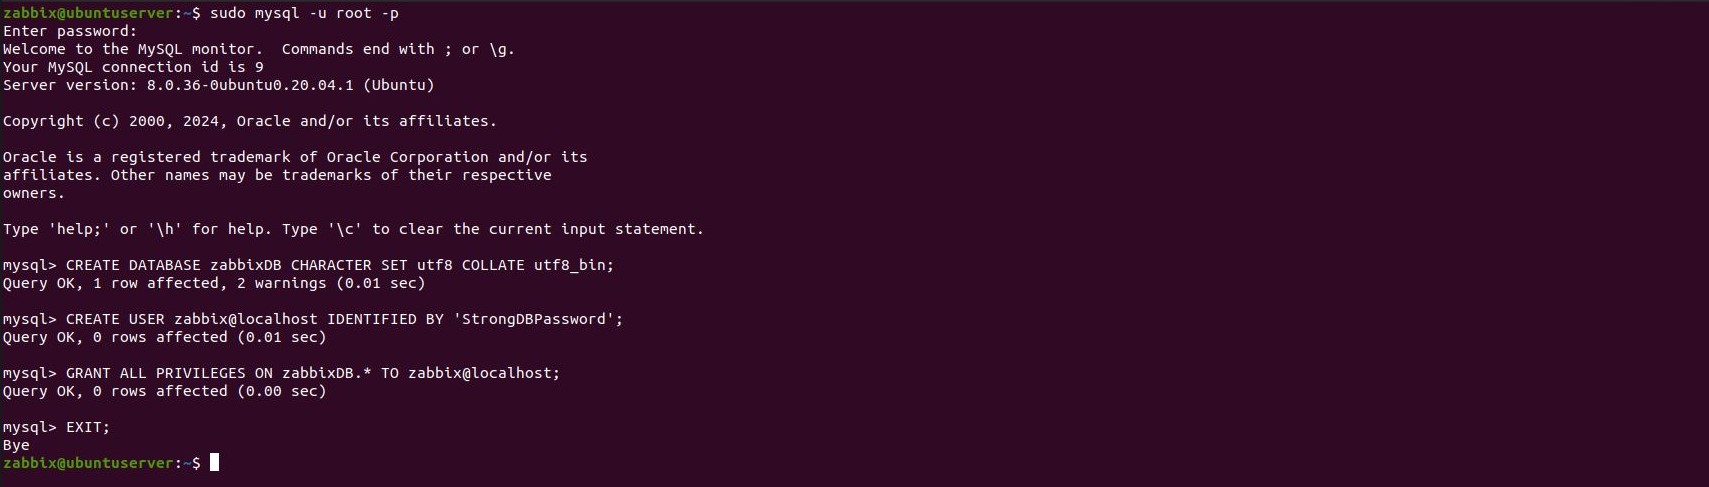 zabbix@ubuntuserver:~$ sudo mysql -u root -p
Enter password:
Welcome to the MySQL monitor.  Commands end with ; or \g.
Your MySQL connection id is 9
Server version: 8.0.36-0ubuntu0.20.04.1 (Ubuntu)
Copyright (c) 2000, 2024, Oracle and/or its affiliates.
Oracle is a registered trademark of Oracle Corporation and/or its
affiliates. Other names may be trademarks of their respective
owners.
Type 'help;' or '\h' for help. Type '\c' to clear the current input statement.
mysql> CREATE DATABASE zabbixDB CHARACTER SET utf8 COLLATE utf8_bin;
Query OK, 1 row affected, 2 warnings (0.01 sec)
mysql> CREATE USER zabbix@localhost IDENTIFIED BY 'StrongDBPassword';
Query OK, 0 rows affected (0.01 sec)
mysql> GRANT ALL PRIVILEGES ON zabbixDB.* TO zabbix@localhost;
Query OK, 0 rows affected (0.00 sec)
mysql> EXIT;
Bye
zabbix@ubuntuserver:~$